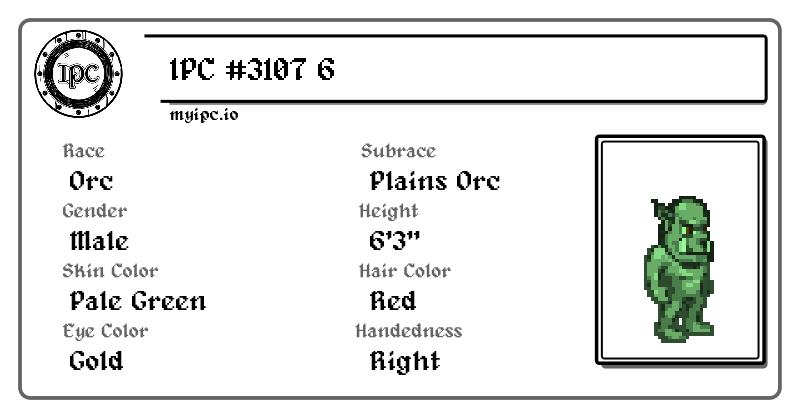 IPC
IPC #3107 6
myipc.io
Race
Subrace
Orc
Plains Orc
Gender
Height
Male
6'3"
Skin Color
Hair Color
Pale Green
Red
Eye Color
Handedness
Gold
Right